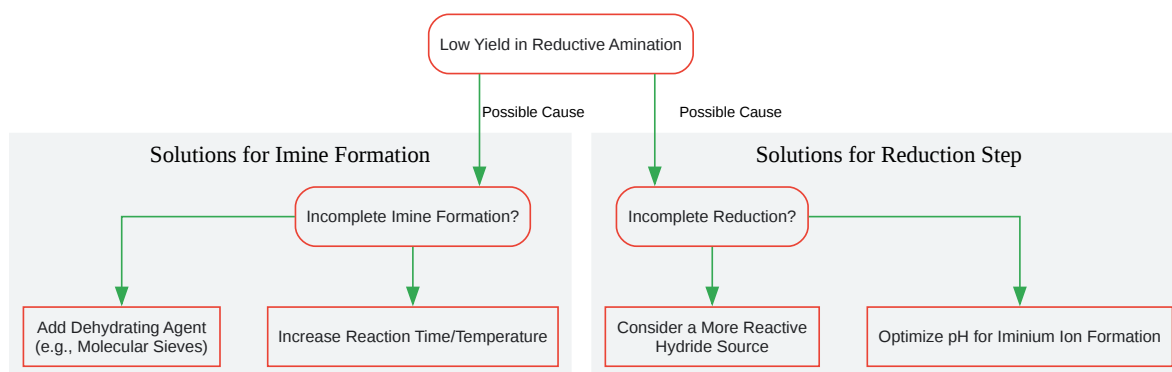 Low Yield in Reductive Amination
Possible Cause
Possible Cause
Solutions for Imine Formation
Solutions for Reduction Step
Incomplete Imine Formation?
Incomplete Reduction?
Add Dehydrating Agent
(e.g., Molecular Sieves)
Increase Reaction Time/Temperature
Consider a More Reactive
Hydride Source
Optimize pH for Iminium Ion Formation